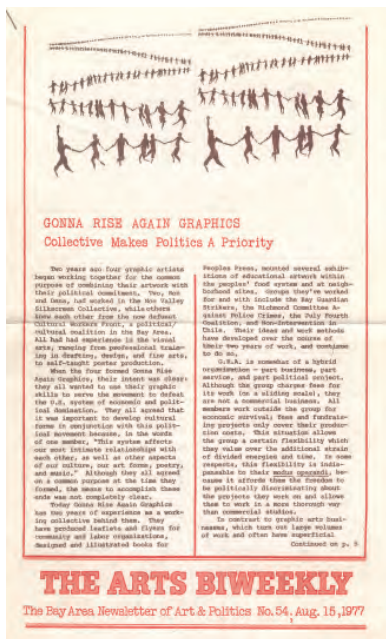 GONNA RISE AGAIN GRAPHICS
Collective Makes Politics A Priority
Two years ago four graphic artists
began working together for the common
purpose of combining their artwork with
their political commitment. Two,
and had worked in the Noe Valley
Silkscreen Collective, while others
knew each other from the now defunct
Cultural Workers Front, a political/
cultural coalition in the Bay Area.
All had had experience in the visual
arts, ranging from professional train-
ing in drafting, design, and fine arts,
to self-taught poster production.
When the four formed Gonna Rise
Again Graphics, their intent was clear:
they all wanted to use their graphic
skills to serve the movement to defeat
the U.S. system of economic and polit-
ical domination. They all agreed that
it was important to develop cultural
forms in conjunction with this polit-
ical movement because, in the words
of one member, "This system affects
our most intimate relationships with
each other, as well as other aspects
of our culture, our art forms, poetry
and music." Although they all agreed
on a common purpose at the time they
formed, the means to accomplish these
ends was not completely clear.
Today Gonna Rise Again Graphics
has two years of experience as a work-
ing collective behind them. They
have produced leaflets and flyers for
community and labor organizations,
designed and illustrated books for
Peoples Press, mounted several exhib-
itions of educational artwork within
the peoples' food system and at neigh-
borhood sites. Groups they've worked
for and with include the Bay Guardian
Strikers, the Richmond Committee A-
gainst Police Crimes, the July Fourth
Coalition, and Non-Intervention in
Chile. Their ideas and work methods
have developed over the course of
their two years of work, and continue
to do so.
G.R.A. is somewhat of a hybrid
organization - part business, part
service, and part political project.
Although the group charges fees for
its work (on a sliding scale), they
are not a commercial business. All
members work outside the group for
economic survival; fees and fundrais-
ing projects only cover their produc-
tion costs. This situation allows
the group a certain flexibility which
they value over the additional strain
of divided energies and time. In some
respects, this flexibility is indis-
pensable to their modus operandi, be-
cause it affords them the freedom to
be politically discriminating about
the projects they work on and allows
them to work in a more thorough way
than commercial studios.
In contrast to graphic arts busi-
nesses, which turn out large volumes
of work and often have superficial
Continued on p. 5
THE ARTS BIWEEKLY
The Bay Area Newsletter of Art & Politics No. 54, Aug. 15, 1977